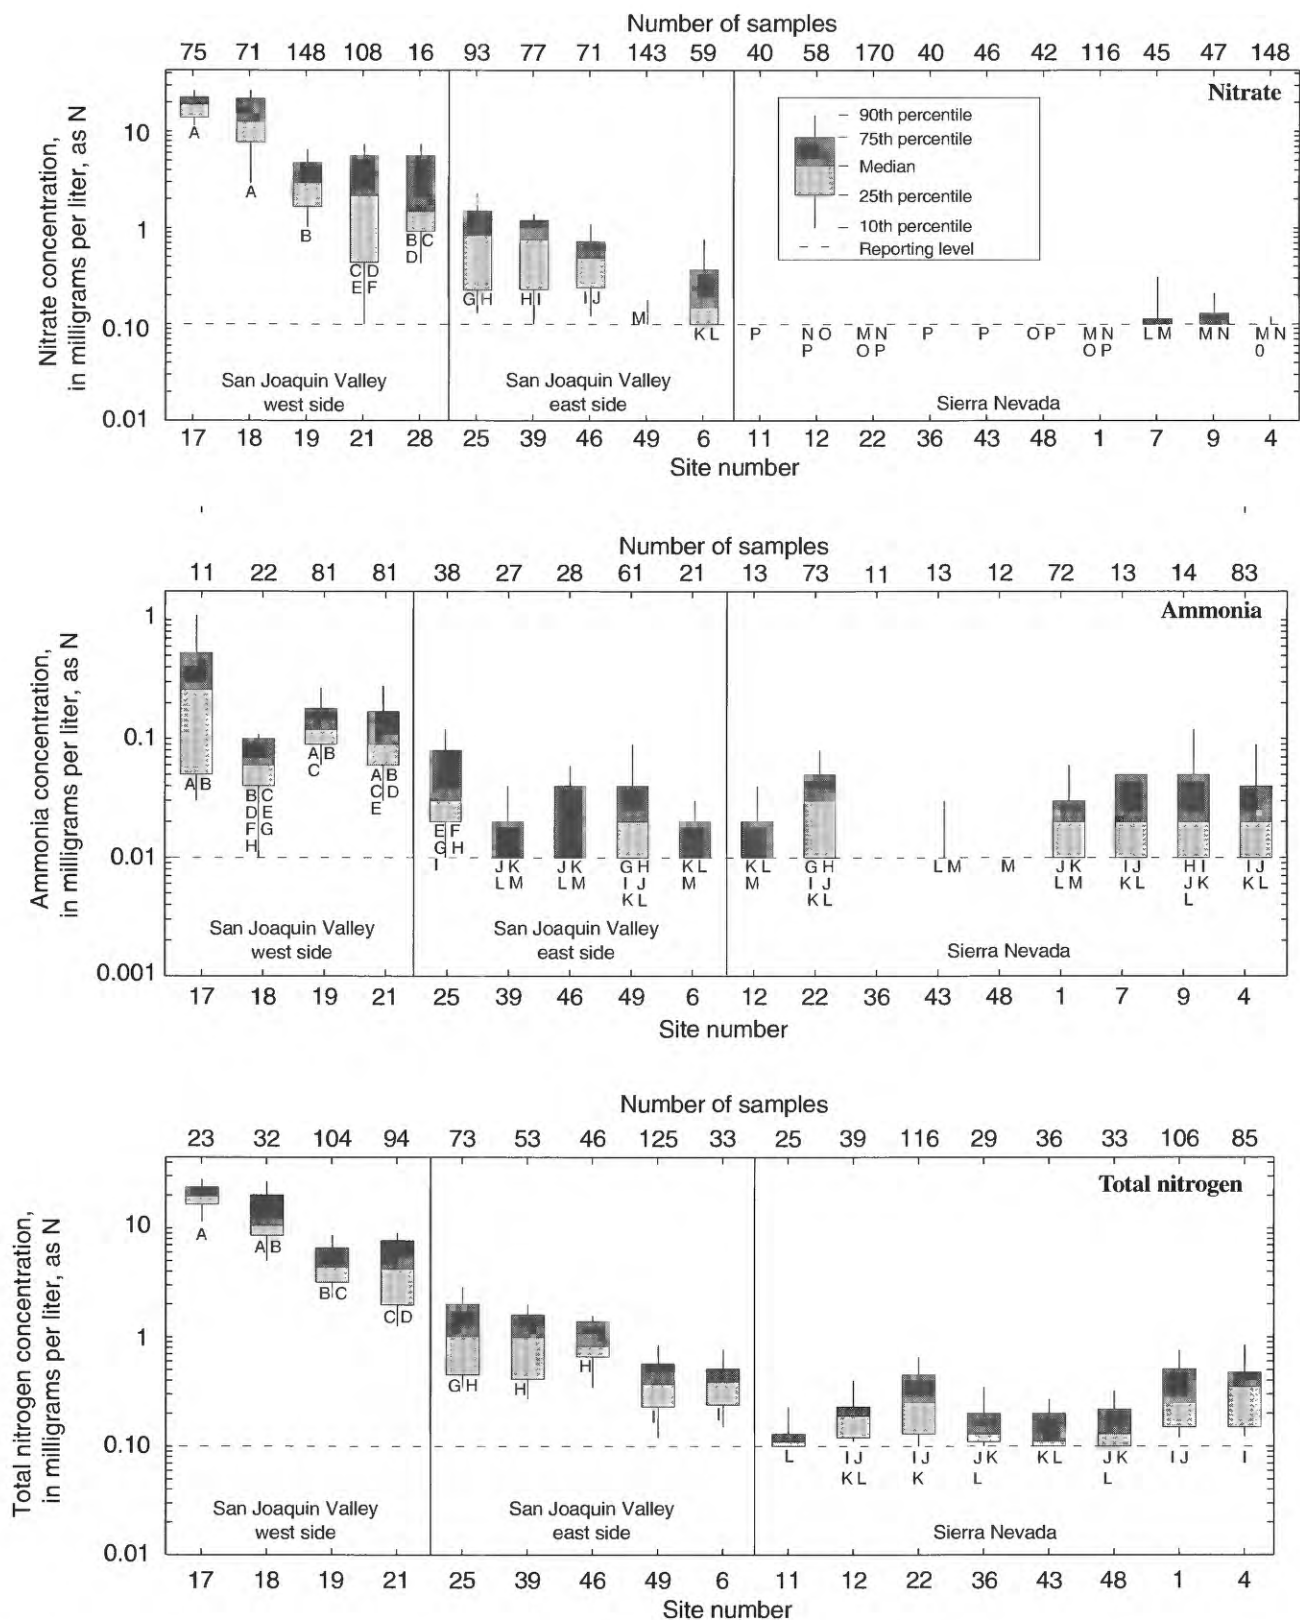 Number of samples
75 71 148 108 16 93 77 71 143 59 40 58 170 40 46 42 116 45 47 148
Nitrate
Nitrate concentration,
in milligrams per liter, as N
10
1
0.10
0.01
90th percentile
75th percentile
Median
25th percentile
10th percentile
Reporting level
A
A
B
C D
E F
B C
D
G H
H I
I J
M
K L
P
N O
P
M N
O P
P
P
O P
M N
O P
L M
M N
M N
O
San Joaquin Valley
west side
San Joaquin Valley
east side
Sierra Nevada
17 18 19 21 28 25 39 46 49 6 11 12 22 36 43 48 1 7 9 4
Site number
Number of samples
11 22 81 81 38 27 28 61 21 13 73 11 13 12 72 13 14 83
Ammonia
Ammonia concentration,
in milligrams per liter, as N
1
0.1
0.01
0.001
A B
B C
D E
F G
H
A B
C
A B
C D
E
E F
G H
I
J K
L M
J K
L M
G H
I J
K L
K L
M
K L
M
G H
I J
K L
L M
M
J K
L M
I J
K L
H I
J K
L
I J
K L
San Joaquin Valley
west side
San Joaquin Valley
east side
Sierra Nevada
17 18 19 21 25 39 46 49 6 12 22 36 43 48 1 7 9 4
Site number
Number of samples
23 32 104 94 73 53 46 125 33 25 39 116 29 36 33 106 85
Total nitrogen
Total nitrogen concentration,
in milligrams per liter, as N
10
1
0.10
0.01
A
A B
B C
C D
G H
H
H
I
I
L
I J
K L
I J
K
J K
L
K L
J K
L
I J
I
San Joaquin Valley
west side
San Joaquin Valley
east side
Sierra Nevada
17 18 19 21 25 39 46 49 6 11 12 22 36 43 48 1 4
Site number